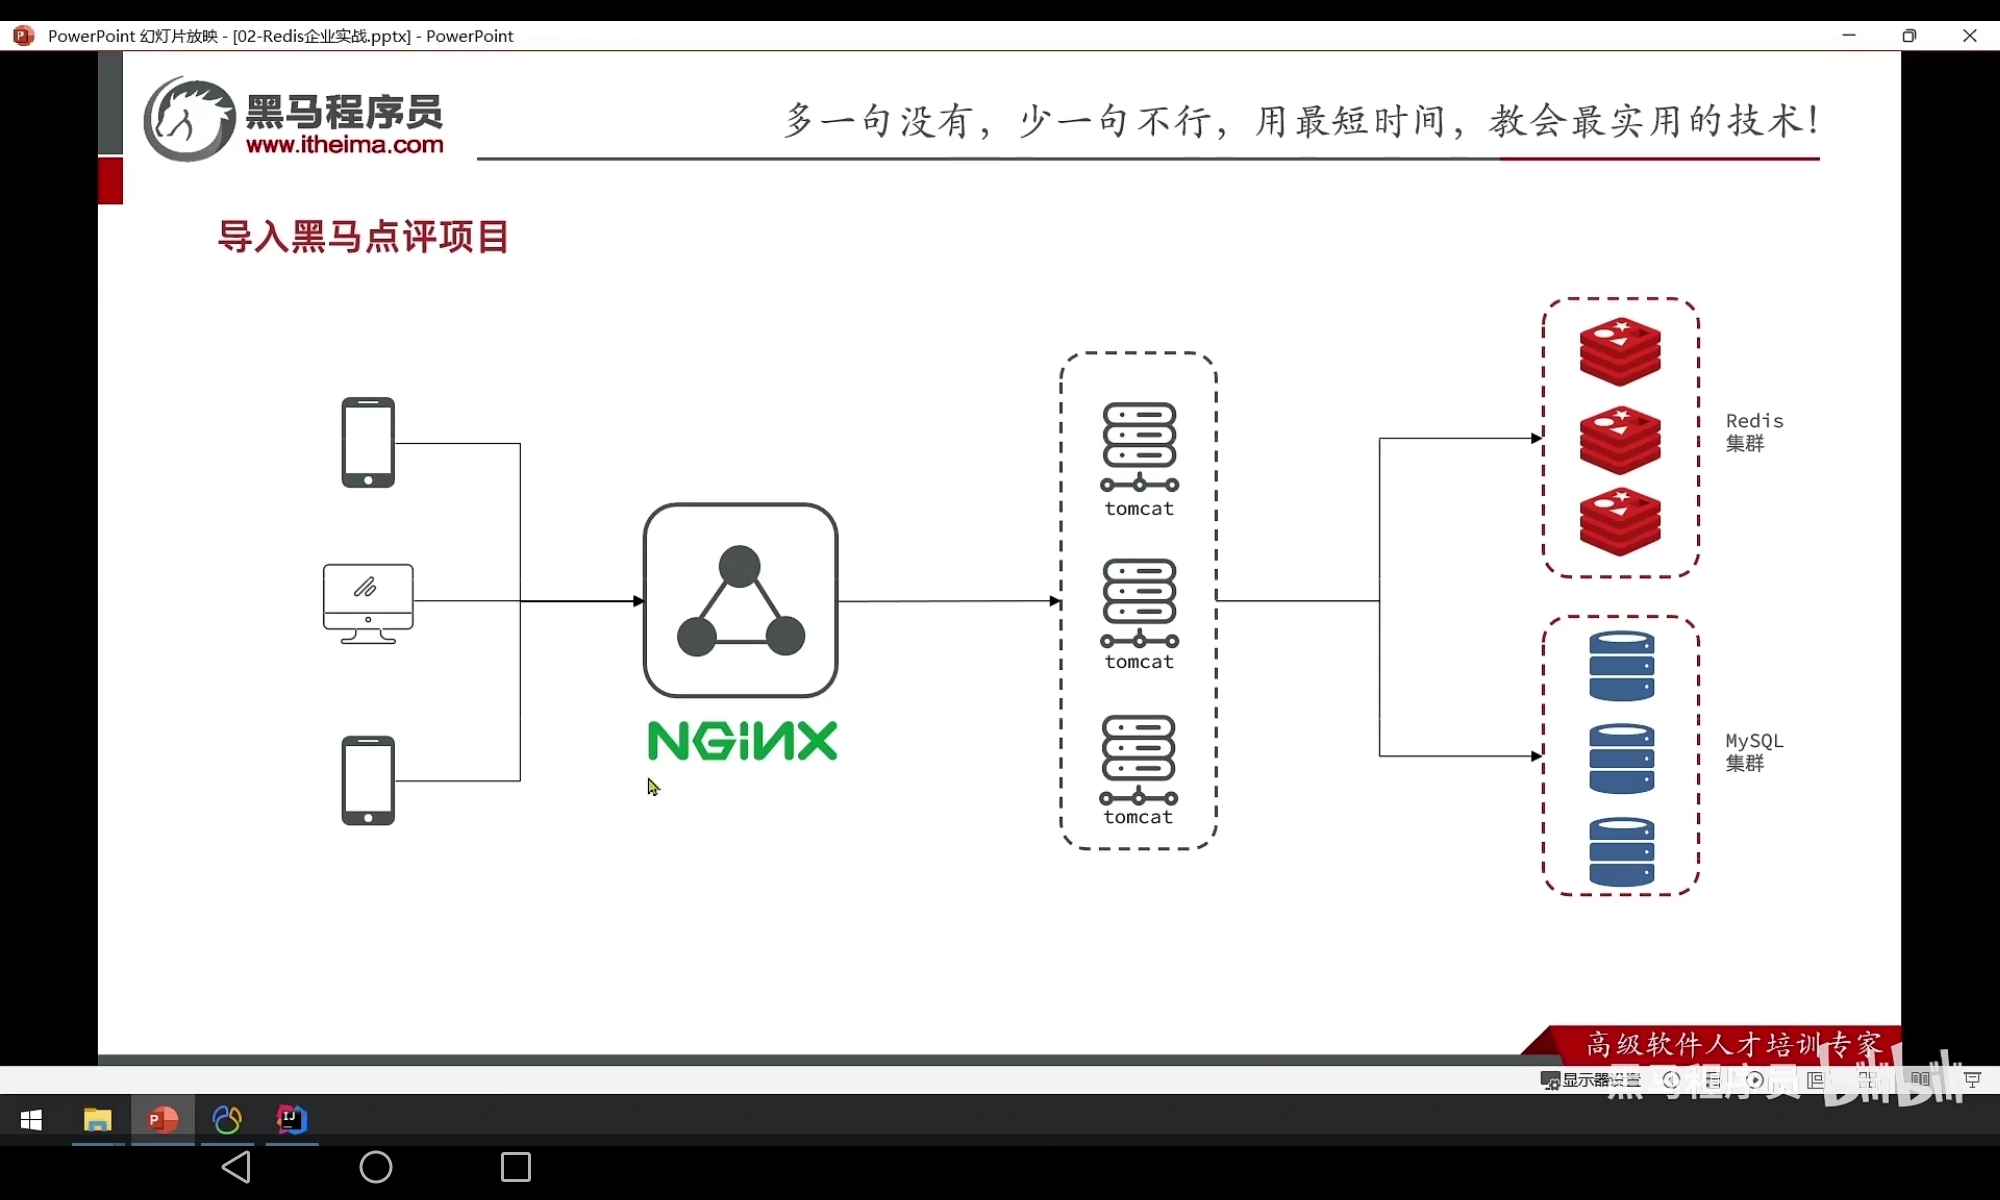 PowerPoint 幻灯片放映 - [02-Redis企业实战.pptx] - PowerPoint
黑马程序员
www.itheima.com
多一句没有，少一句不行，用最短时间，教会最实用的技术！
导入黑马点评项目
Redis
集群
tomcat
tomcat
NGINX
MySQL
集群
tomcat
高级软件人才培训专家
显示器设置
黑马程序员 bilibili